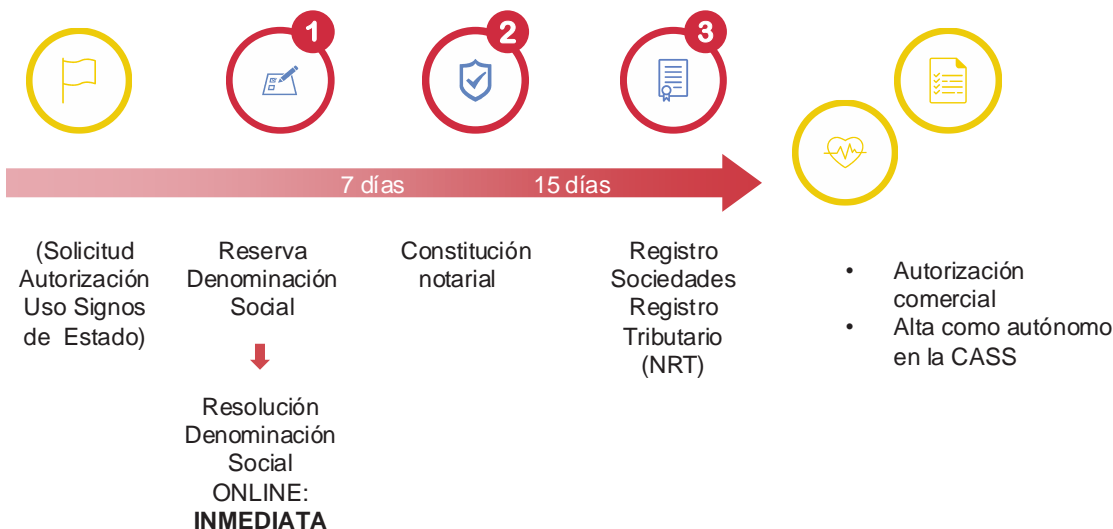 1
2
3
7 días
15 días
(Solicitud
Autorización
Uso Signos
de Estado)
Reserva
Denominación
Social
Resolución
Denominación
Social
ONLINE:
INMEDIATA
Constitución
notarial
Registro
Sociedades
Registro
Tributario
(NRT)
• Autorización
comercial
• Alta como autónomo
en la CASS